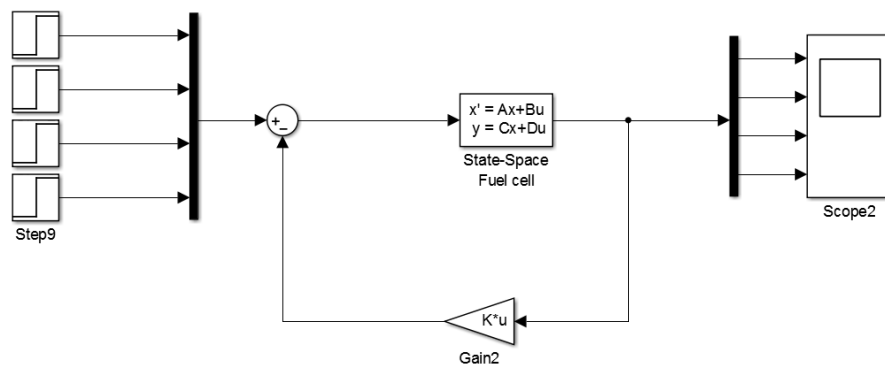 +
−
x' = Ax+Bu
y = Cx+Du
State-Space
Fuel cell
Step9
Scope2
K*u
Gain2